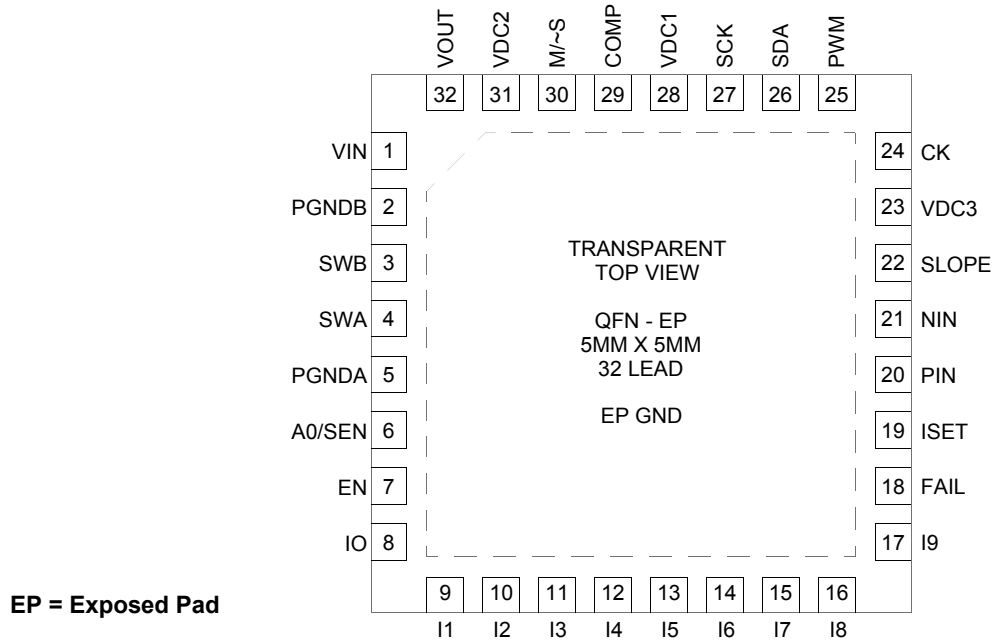 VOUT
VDC2
M/~S
COMP
VDC1
SCK
SDA
PWM
32 31 30 29 28 27 26 25
VIN 1
PGNDB 2
SWB 3
SWA 4
PGNDA 5
A0/SEN 6
EN 7
IO 8
TRANSPARENT
TOP VIEW
QFN - EP
5MM X 5MM
32 LEAD
EP GND
24 CK
23 VDC3
22 SLOPE
21 NIN
20 PIN
19 ISET
18 FAIL
17 I9
9 10 11 12 13 14 15 16
I1 I2 I3 I4 I5 I6 I7 I8
EP = Exposed Pad